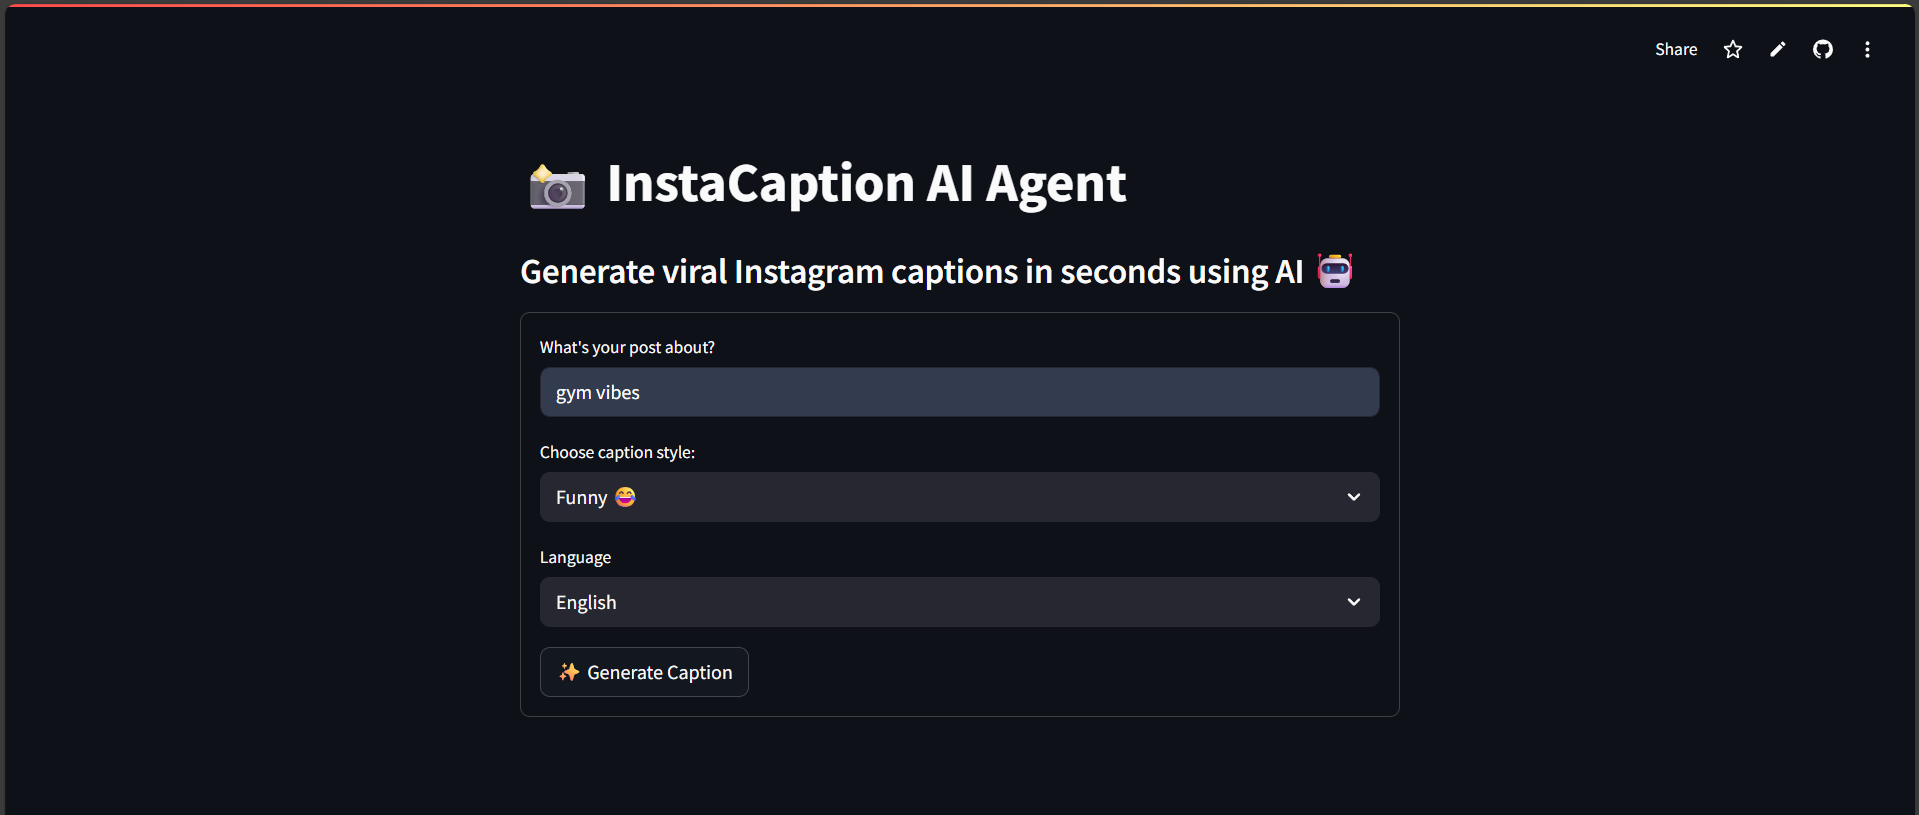 Share
📸 InstaCaption AI Agent
Generate viral Instagram captions in seconds using AI 🤖
What's your post about?
gym vibes
Choose caption style:
Funny 😂
Language
English
✨ Generate Caption